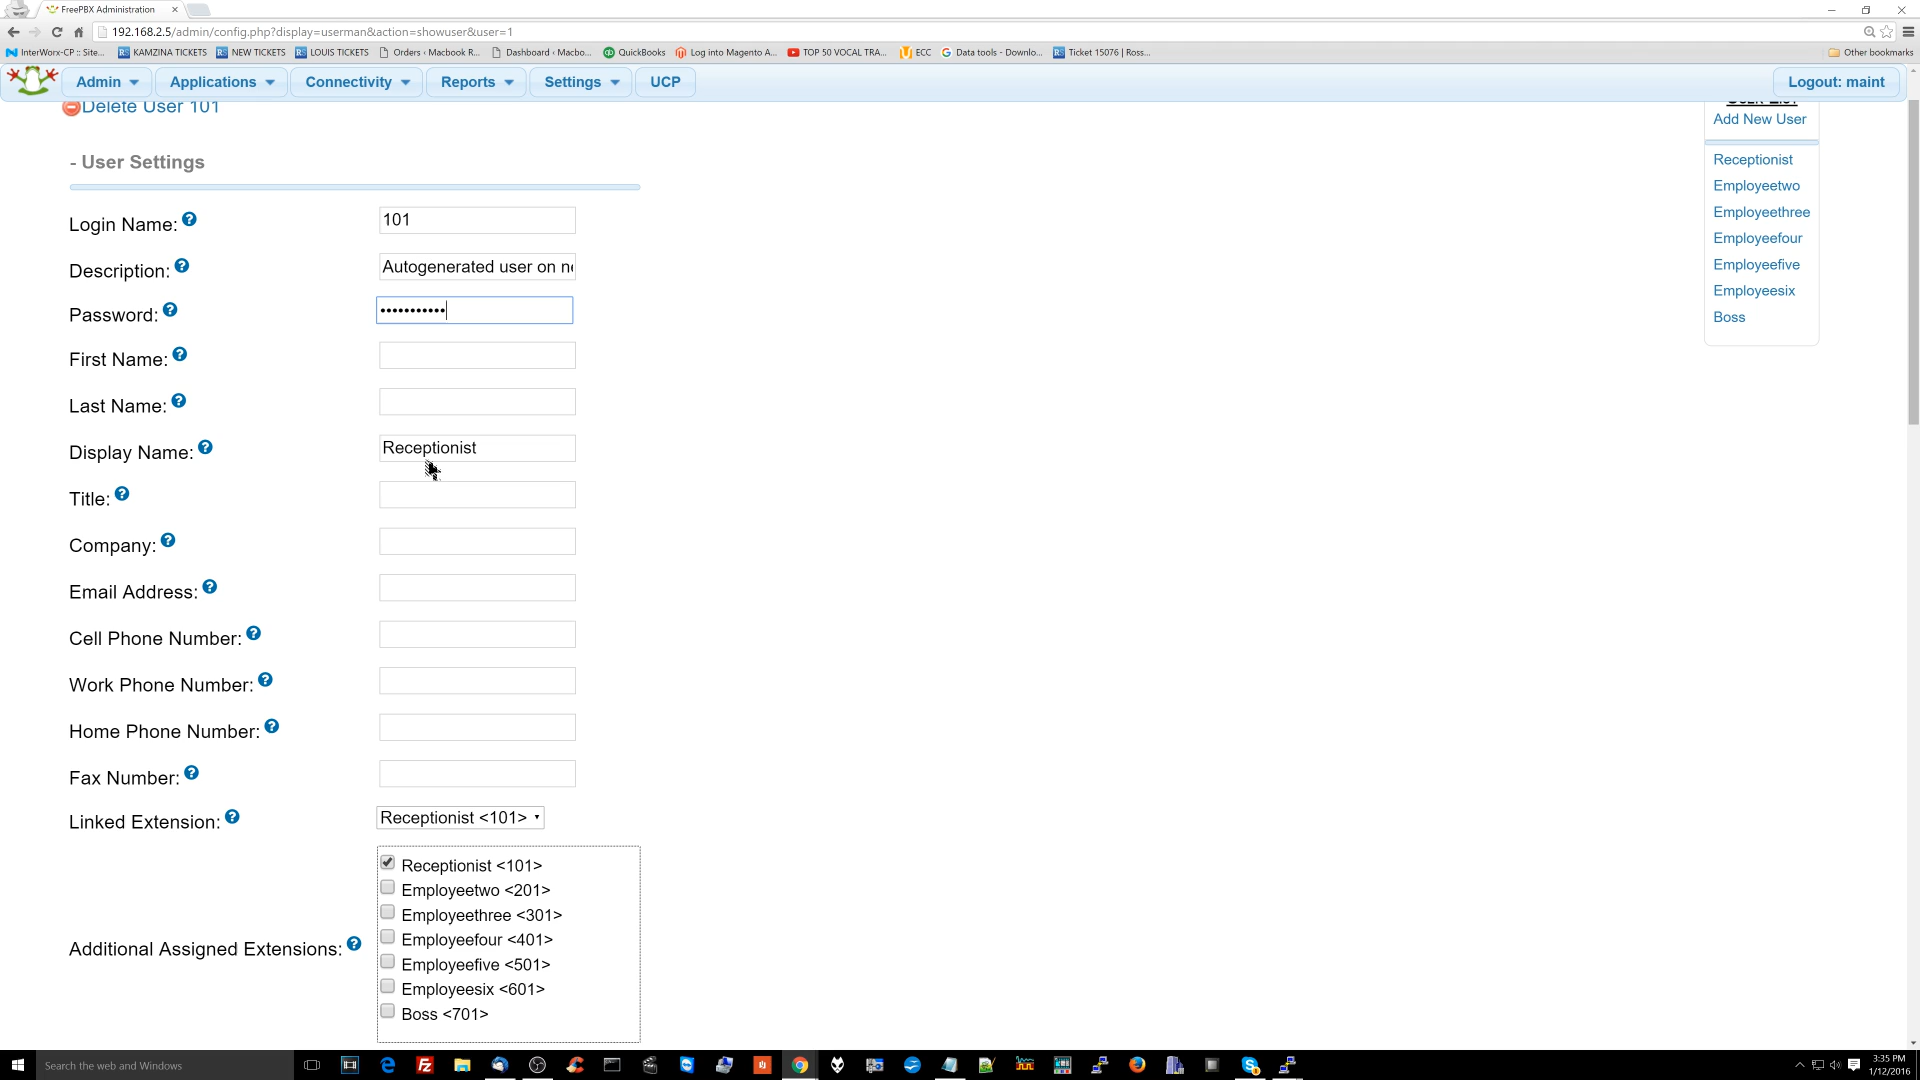 FreePBX Administration
192.168.2.5/admin/config.php?display=userman&action=showuser&user=1
InterWorx-CP :: Site... KAMZINA TICKETS NEW TICKETS LOUIS TICKETS Orders ‹ Macbook R... Dashboard ‹ Macbo... QuickBooks Log into Magento A... TOP 50 VOCAL TRA... ECC Data tools - Downlo... Ticket 15076 | Ross... Other bookmarks
Admin Applications Connectivity Reports Settings UCP Logout: maint
Delete User 101
User List
Add New User
Receptionist
Employeetwo
Employeethree
Employeefour
Employeefive
Employeesix
Boss
- User Settings
Login Name: 101
Description: Autogenerated user on ne
Password: •••••••••••
First Name:
Last Name:
Display Name: Receptionist
Title:
Company:
Email Address:
Cell Phone Number:
Work Phone Number:
Home Phone Number:
Fax Number:
Linked Extension: Receptionist <101>
Additional Assigned Extensions:
Receptionist <101>
Employeetwo <201>
Employeethree <301>
Employeefour <401>
Employeefive <501>
Employeesix <601>
Boss <701>
Search the web and Windows
3:35 PM
1/12/2016